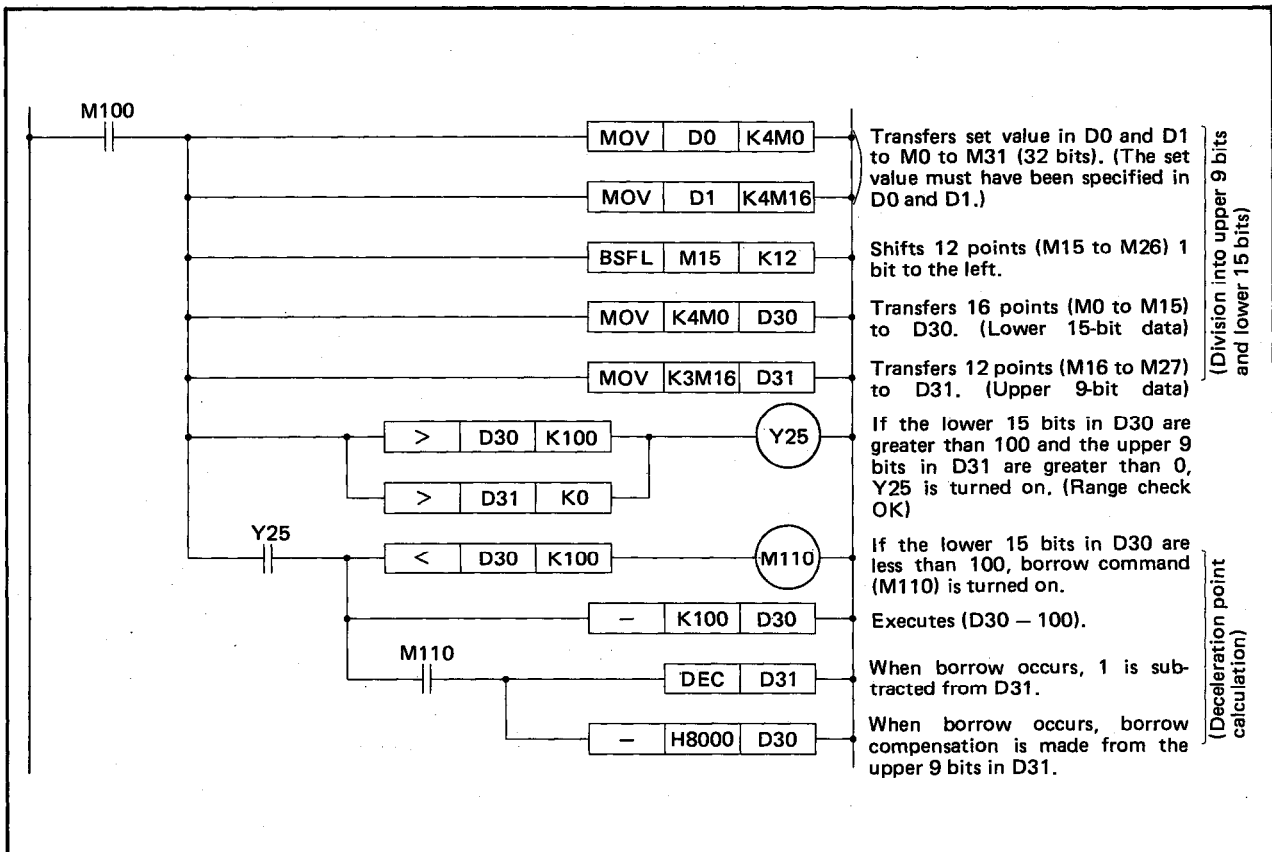 M100
MOV D0 K4M0
Transfers set value in D0 and D1
to M0 to M31 (32 bits). (The set
value must have been specified in
D0 and D1.)
MOV D1 K4M16
BSFL M15 K12
Shifts 12 points (M15 to M26) 1
bit to the left.
MOV K4M0 D30
Transfers 16 points (M0 to M15)
to D30. (Lower 15-bit data)
MOV K3M16 D31
Transfers 12 points (M16 to M27)
to D31. (Upper 9-bit data)
(Division into upper 9 bits
and lower 15 bits)
> D30 K100
Y25
> D31 K0
If the lower 15 bits in D30 are
greater than 100 and the upper 9
bits in D31 are greater than 0,
Y25 is turned on. (Range check
OK)
Y25
< D30 K100
M110
If the lower 15 bits in D30 are
less than 100, borrow command
(M110) is turned on.
– K100 D30
Executes (D30 – 100).
M110
DEC D31
When borrow occurs, 1 is sub-
tracted from D31.
– H8000 D30
When borrow occurs, borrow
compensation is made from the
upper 9 bits in D31.
(Deceleration point
calculation)